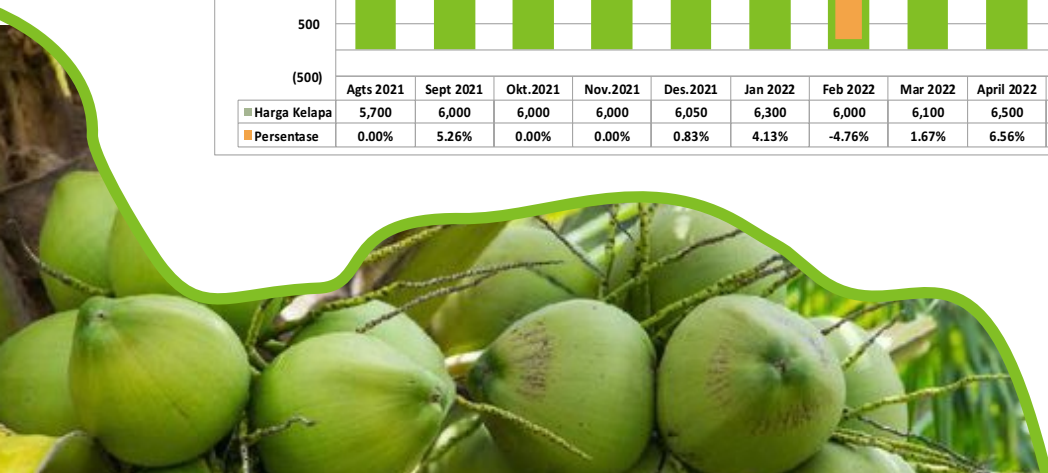 500
(500)
Agts 2021 Sept 2021 Okt.2021 Nov.2021 Des.2021 Jan 2022 Feb 2022 Mar 2022 April 2022
Harga Kelapa 5,700 6,000 6,000 6,000 6,050 6,300 6,000 6,100 6,500
Persentase 0.00% 5.26% 0.00% 0.00% 0.83% 4.13% -4.76% 1.67% 6.56%